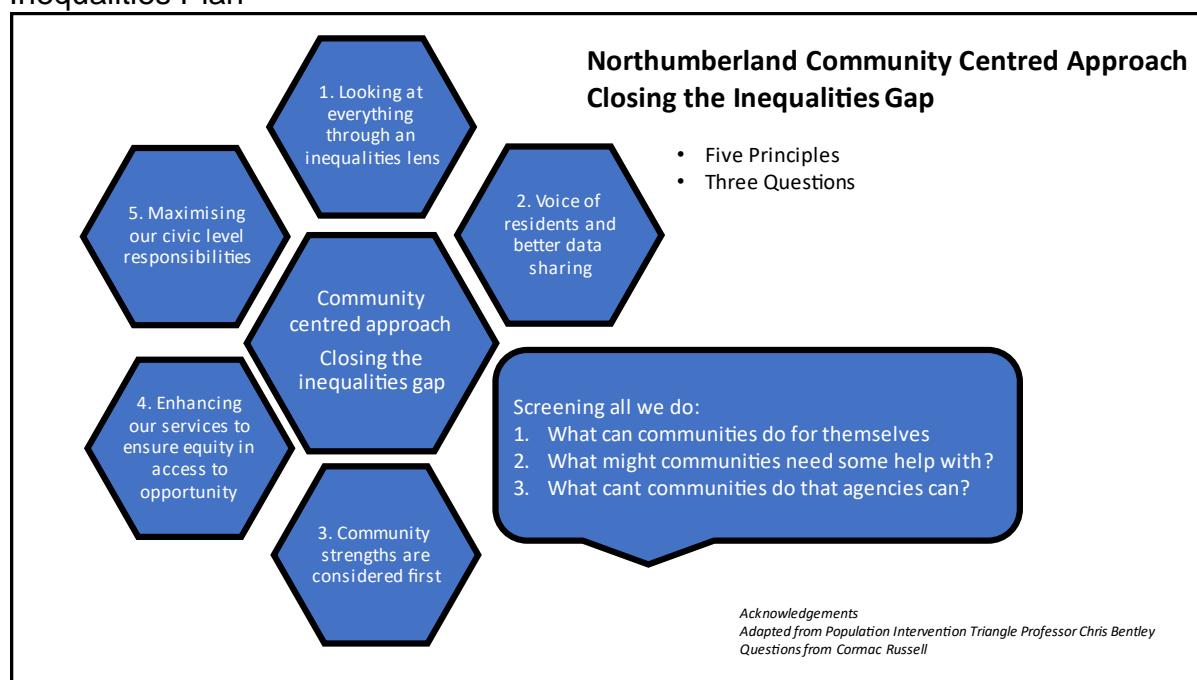 Inequalities Plan
Northumberland Community Centred Approach
Closing the Inequalities Gap
• Five Principles
• Three Questions
1. Looking at
everything
through an
inequalities lens
2. Voice of
residents and
better data
sharing
5. Maximising
our civic level
responsibilities
Community
centred approach
Closing the
inequalities gap
4. Enhancing
our services to
ensure equity in
access to
opportunity
3. Community
strengths are
considered first
Screening all we do:
1. What can communities do for themselves
2. What might communities need some help with?
3. What cant communities do that agencies can?
Acknowledgements
Adapted from Population Intervention Triangle Professor Chris Bentley
Questions from Cormac Russell